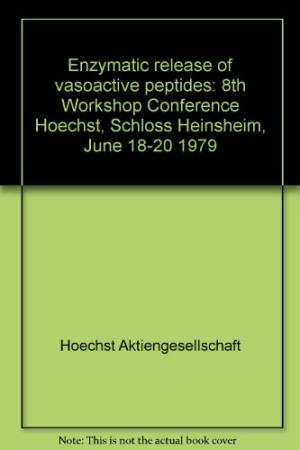 Enzymatic release of
vasoactive peptides: 8th
Workshop Conference
Hoechst, Schloss Heinsheim,
June 18-20 1979
Hoechst Aktiengesellschaft
Note: This is not the actual book cover